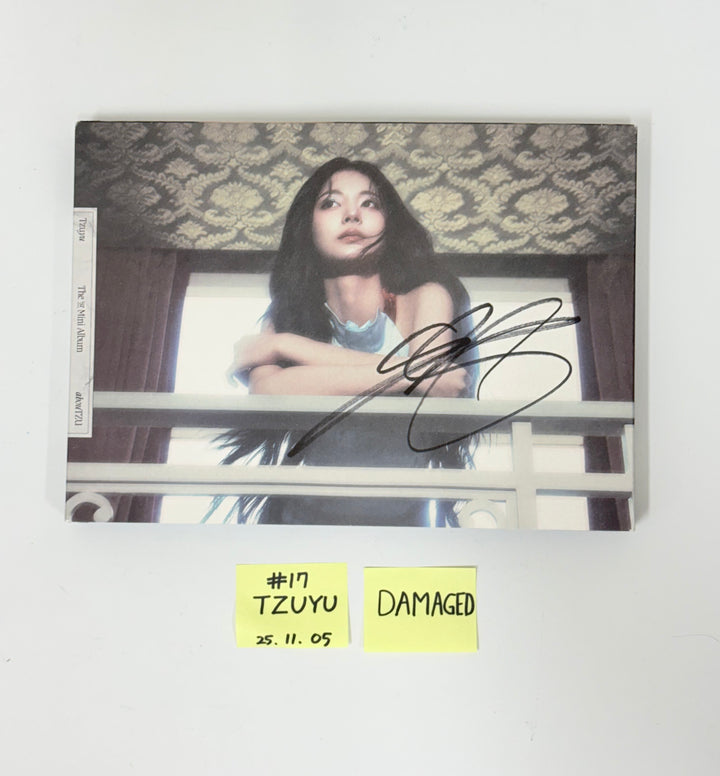 Tzuyu The 1st Mini Album abouTZU
#17
TZUYU
25. 11. 05
DAMAGED